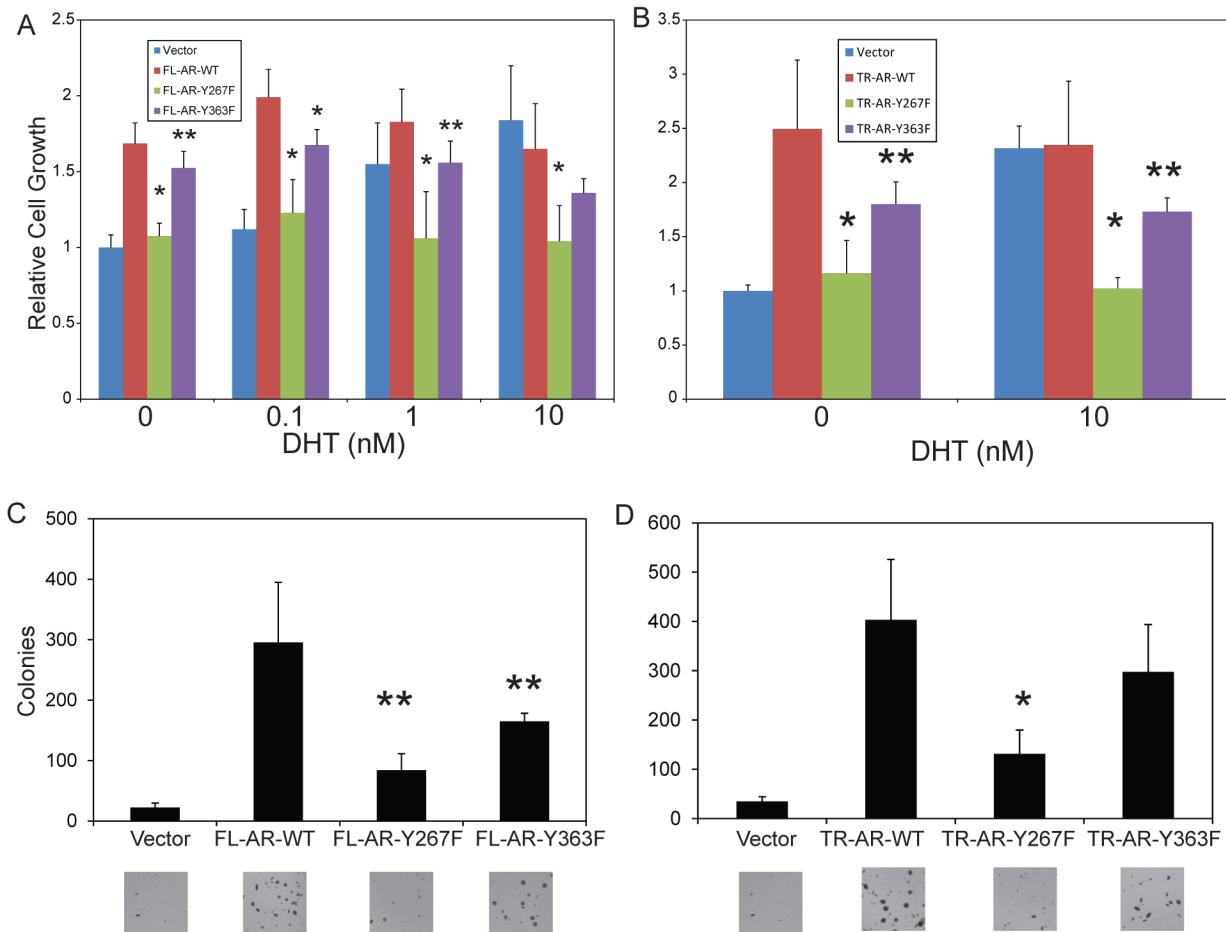 A
Relative Cell Growth
2.5
2
1.5
1
0.5
0
Vector
FL-AR-WT
FL-AR-Y267F
FL-AR-Y363F
* ** * * * ** *
0 0.1 1 10
DHT (nM)
B
3.5
3
2.5
2
1.5
1
0.5
0
Vector
TR-AR-WT
TR-AR-Y267F
TR-AR-Y363F
* ** * **
0 10
DHT (nM)
C
Colonies
500
400
300
200
100
0
** **
Vector FL-AR-WT FL-AR-Y267F FL-AR-Y363F
D
600
500
400
300
200
100
0
*
Vector TR-AR-WT TR-AR-Y267F TR-AR-Y363F